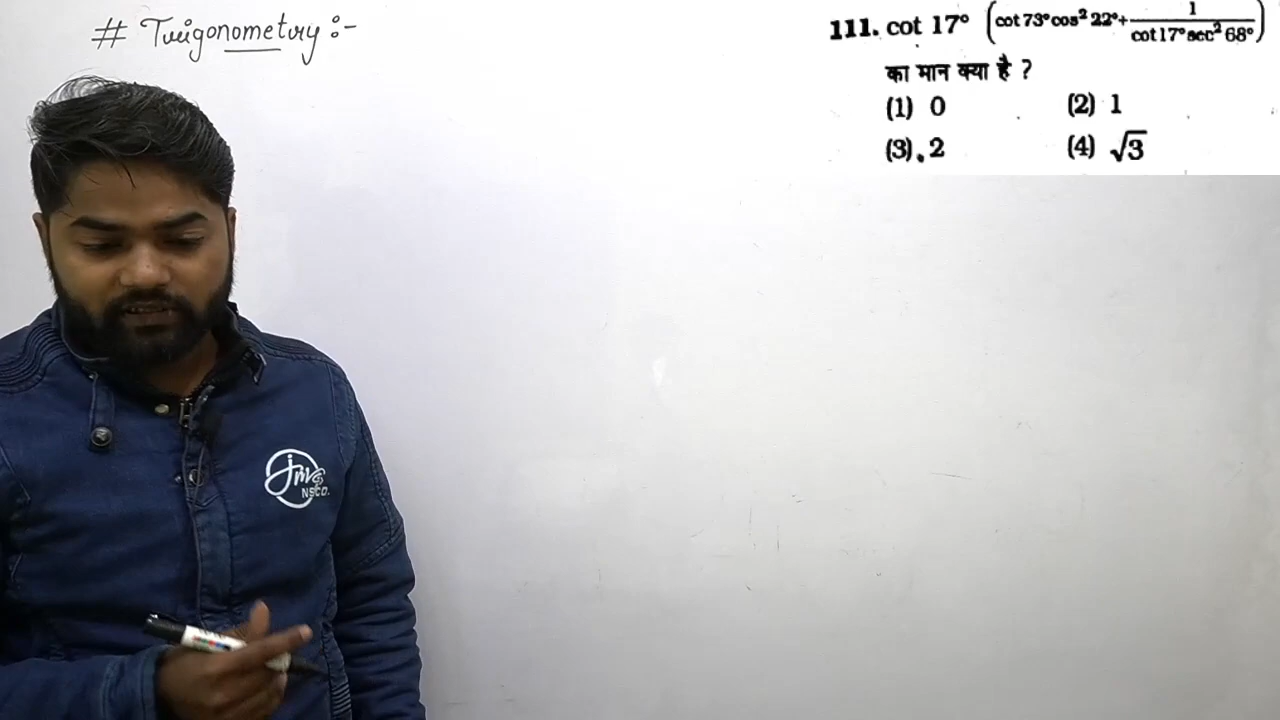 # Trigonometry :-
111. cot 17° (cot 73° cos² 22° + 1/(cot 17° sec² 68°))
का मान क्या है ?
(1) 0 (2) 1
(3) 2 (4) √3
NSCO.